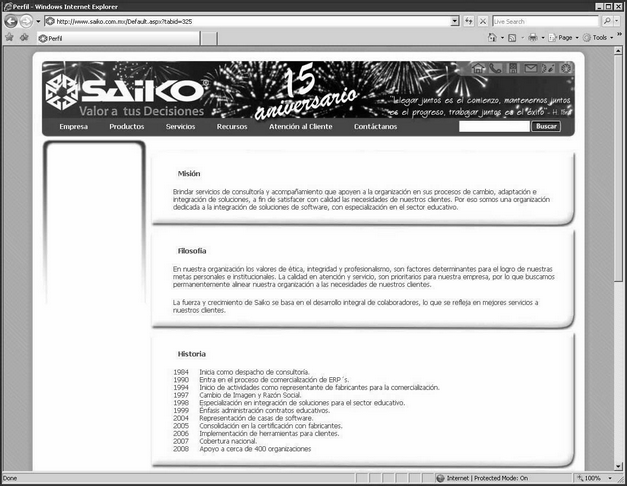 Perfil - Windows Internet Explorer
http://www.saiko.com.mx/Default.aspx?tabid=325
Live Search
Perfil
Page
Tools
SAiKO®
Valor a tus Decisiones
15
aniversario
Llegar juntos es el comienzo, mantenernos juntos
es el progreso, trabajar juntos es el éxito - H.
Empresa Productos Servicios Recursos Atención al Cliente Contáctanos Buscar
Misión
Brindar servicios de consultoría y acompañamiento que apoyen a la organización en sus procesos de cambio, adaptación e
integración de soluciones, a fin de satisfacer con calidad las necesidades de nuestros clientes. Por eso somos una organización
dedicada a la integración de soluciones de software, con especialización en el sector educativo.
Filosofía
En nuestra organización los valores de ética, integridad y profesionalismo, son factores determinantes para el logro de nuestras
metas personales e institucionales. La calidad en atención y servicio, son prioritarios para nuestra empresa, por lo que buscamos
permanentemente alinear nuestra organización a las necesidades de nuestros clientes.
La fuerza y crecimiento de Saiko se basa en el desarrollo integral de colaboradores, lo que se refleja en mejores servicios a
nuestros clientes.
Historia
1984 Inicia como despacho de consultoría.
1990 Entra en el proceso de comercialización de ERP´s.
1994 Inicio de actividades como representante de fabricantes para la comercialización.
1997 Cambio de Imagen y Razón Social.
1998 Especialización en integración de soluciones para el sector educativo.
1999 Énfasis administración contratos educativos.
2004 Representación de casas de software.
2005 Consolidación en la certificación con fabricantes.
2006 Implementación de herramientas para clientes.
2007 Cobertura nacional.
2008 Apoyo a cerca de 400 organizaciones
Done
Internet | Protected Mode: On
100%